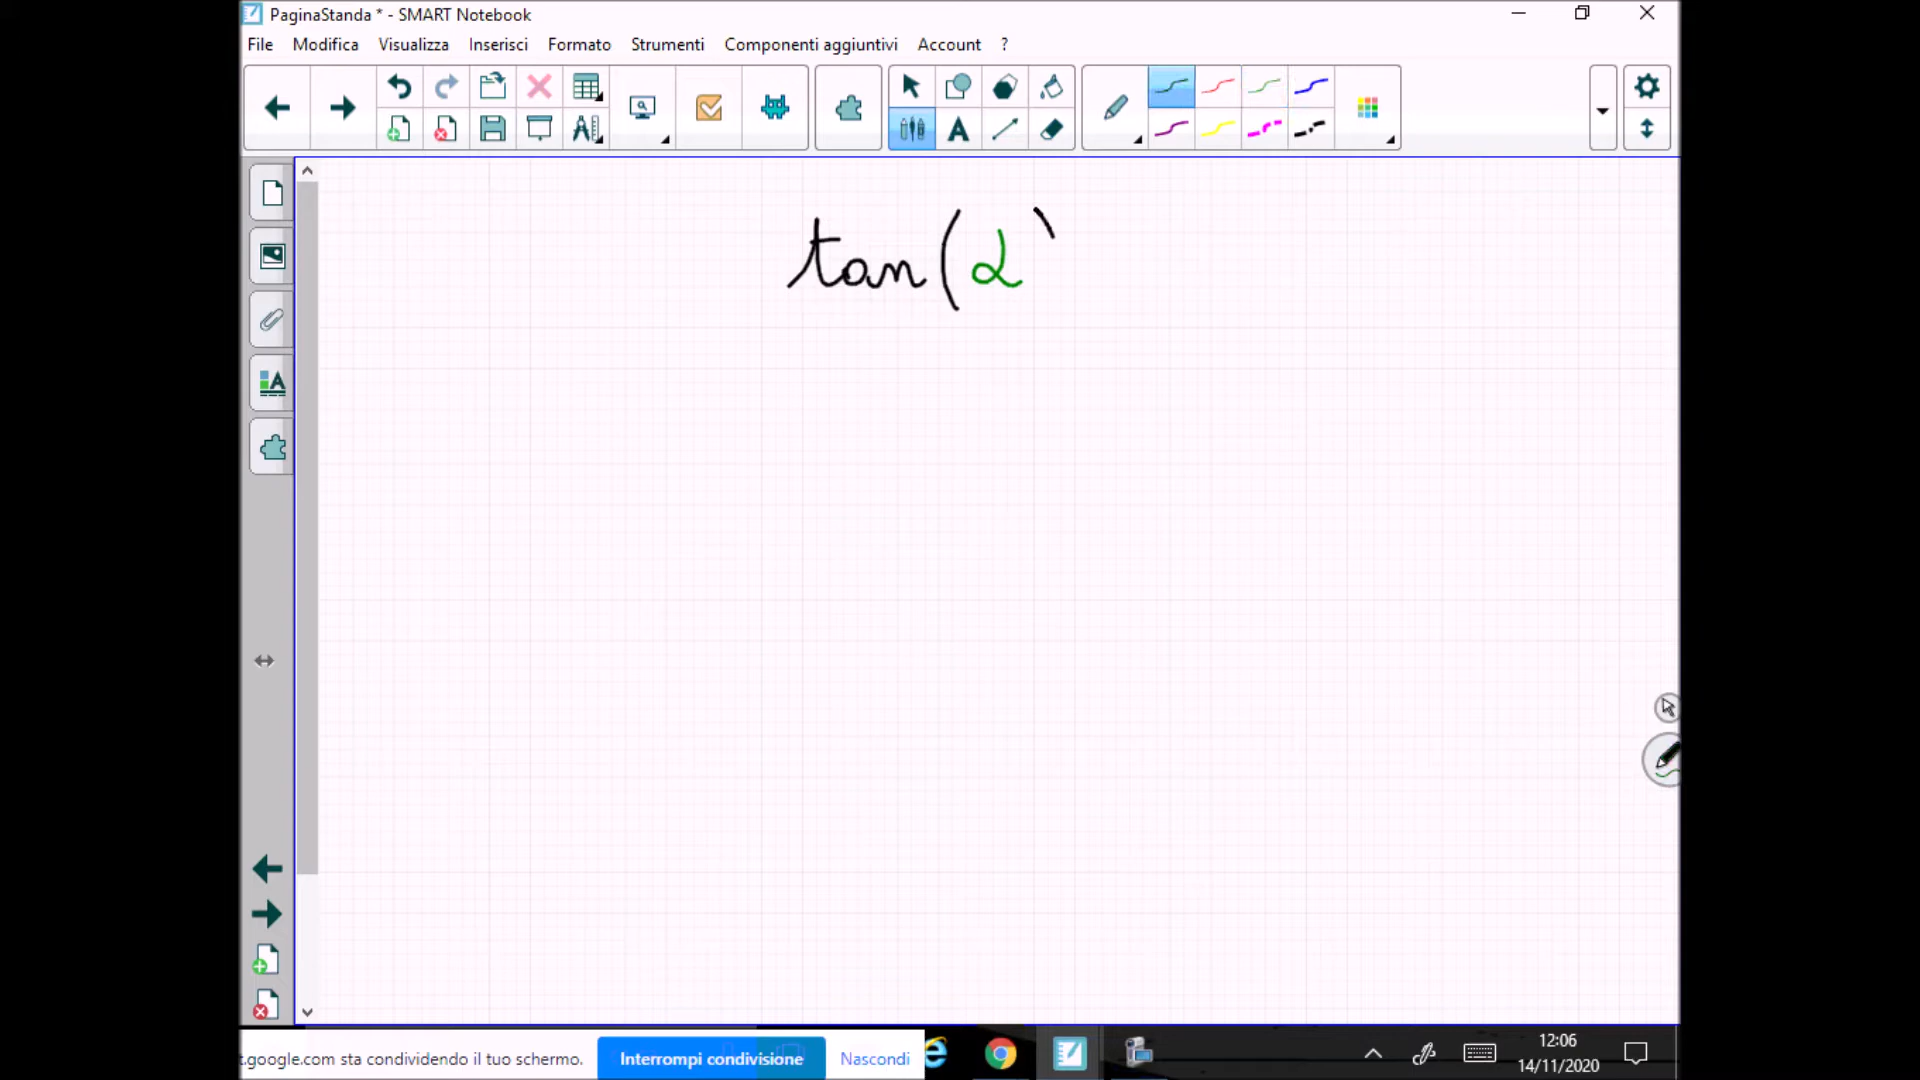 PaginaStanda * - SMART Notebook
File Modifica Visualizza Inserisci Formato Strumenti Componenti aggiuntivi Account ?
tan(α)
t.google.com sta condividendo il tuo schermo. Interrompi condivisione Nascondi
12:06
14/11/2020